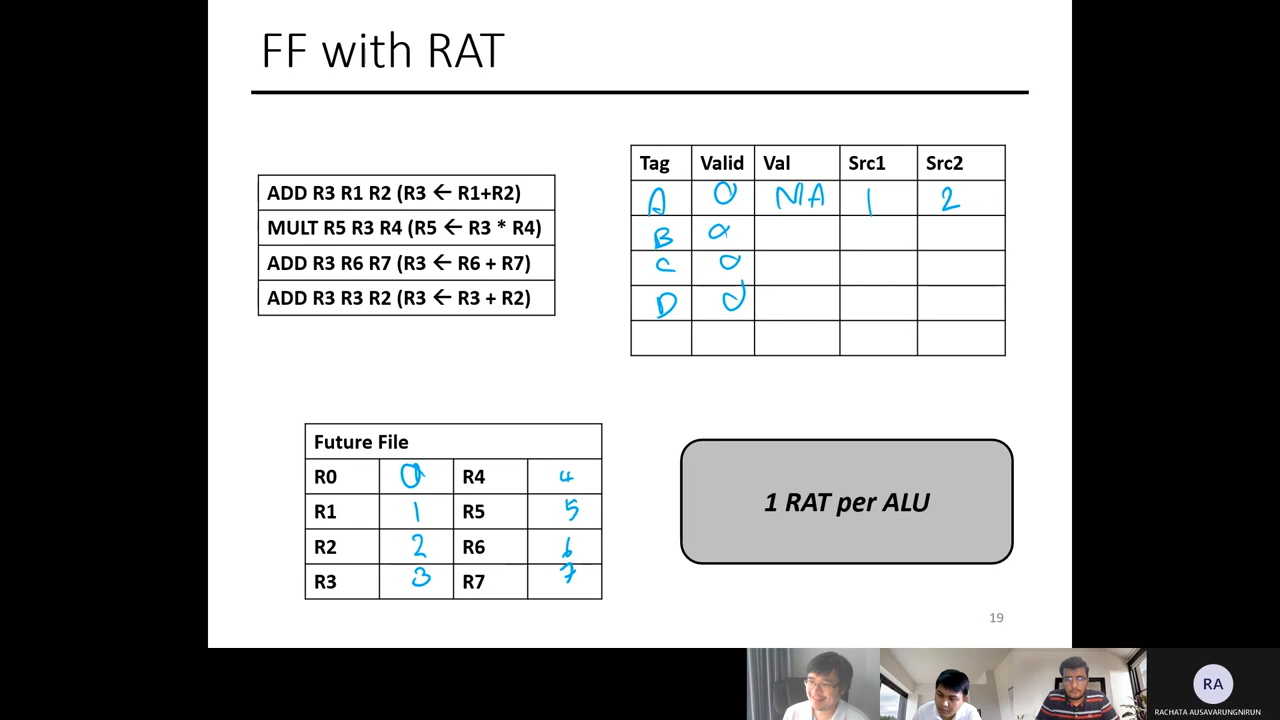 FF with RAT
ADD R3 R1 R2 (R3 ← R1+R2)
MULT R5 R3 R4 (R5 ← R3 * R4)
ADD R3 R6 R7 (R3 ← R6 + R7)
ADD R3 R3 R2 (R3 ← R3 + R2)
Tag Valid Val Src1 Src2
A 0 N/A 1 2
B 0
C 0
D 0
Future File
R0 0 R4 4
R1 1 R5 5
R2 2 R6 6
R3 3 R7 7
1 RAT per ALU
19
RA
RACHATA AUSAVARUNGNIRUN